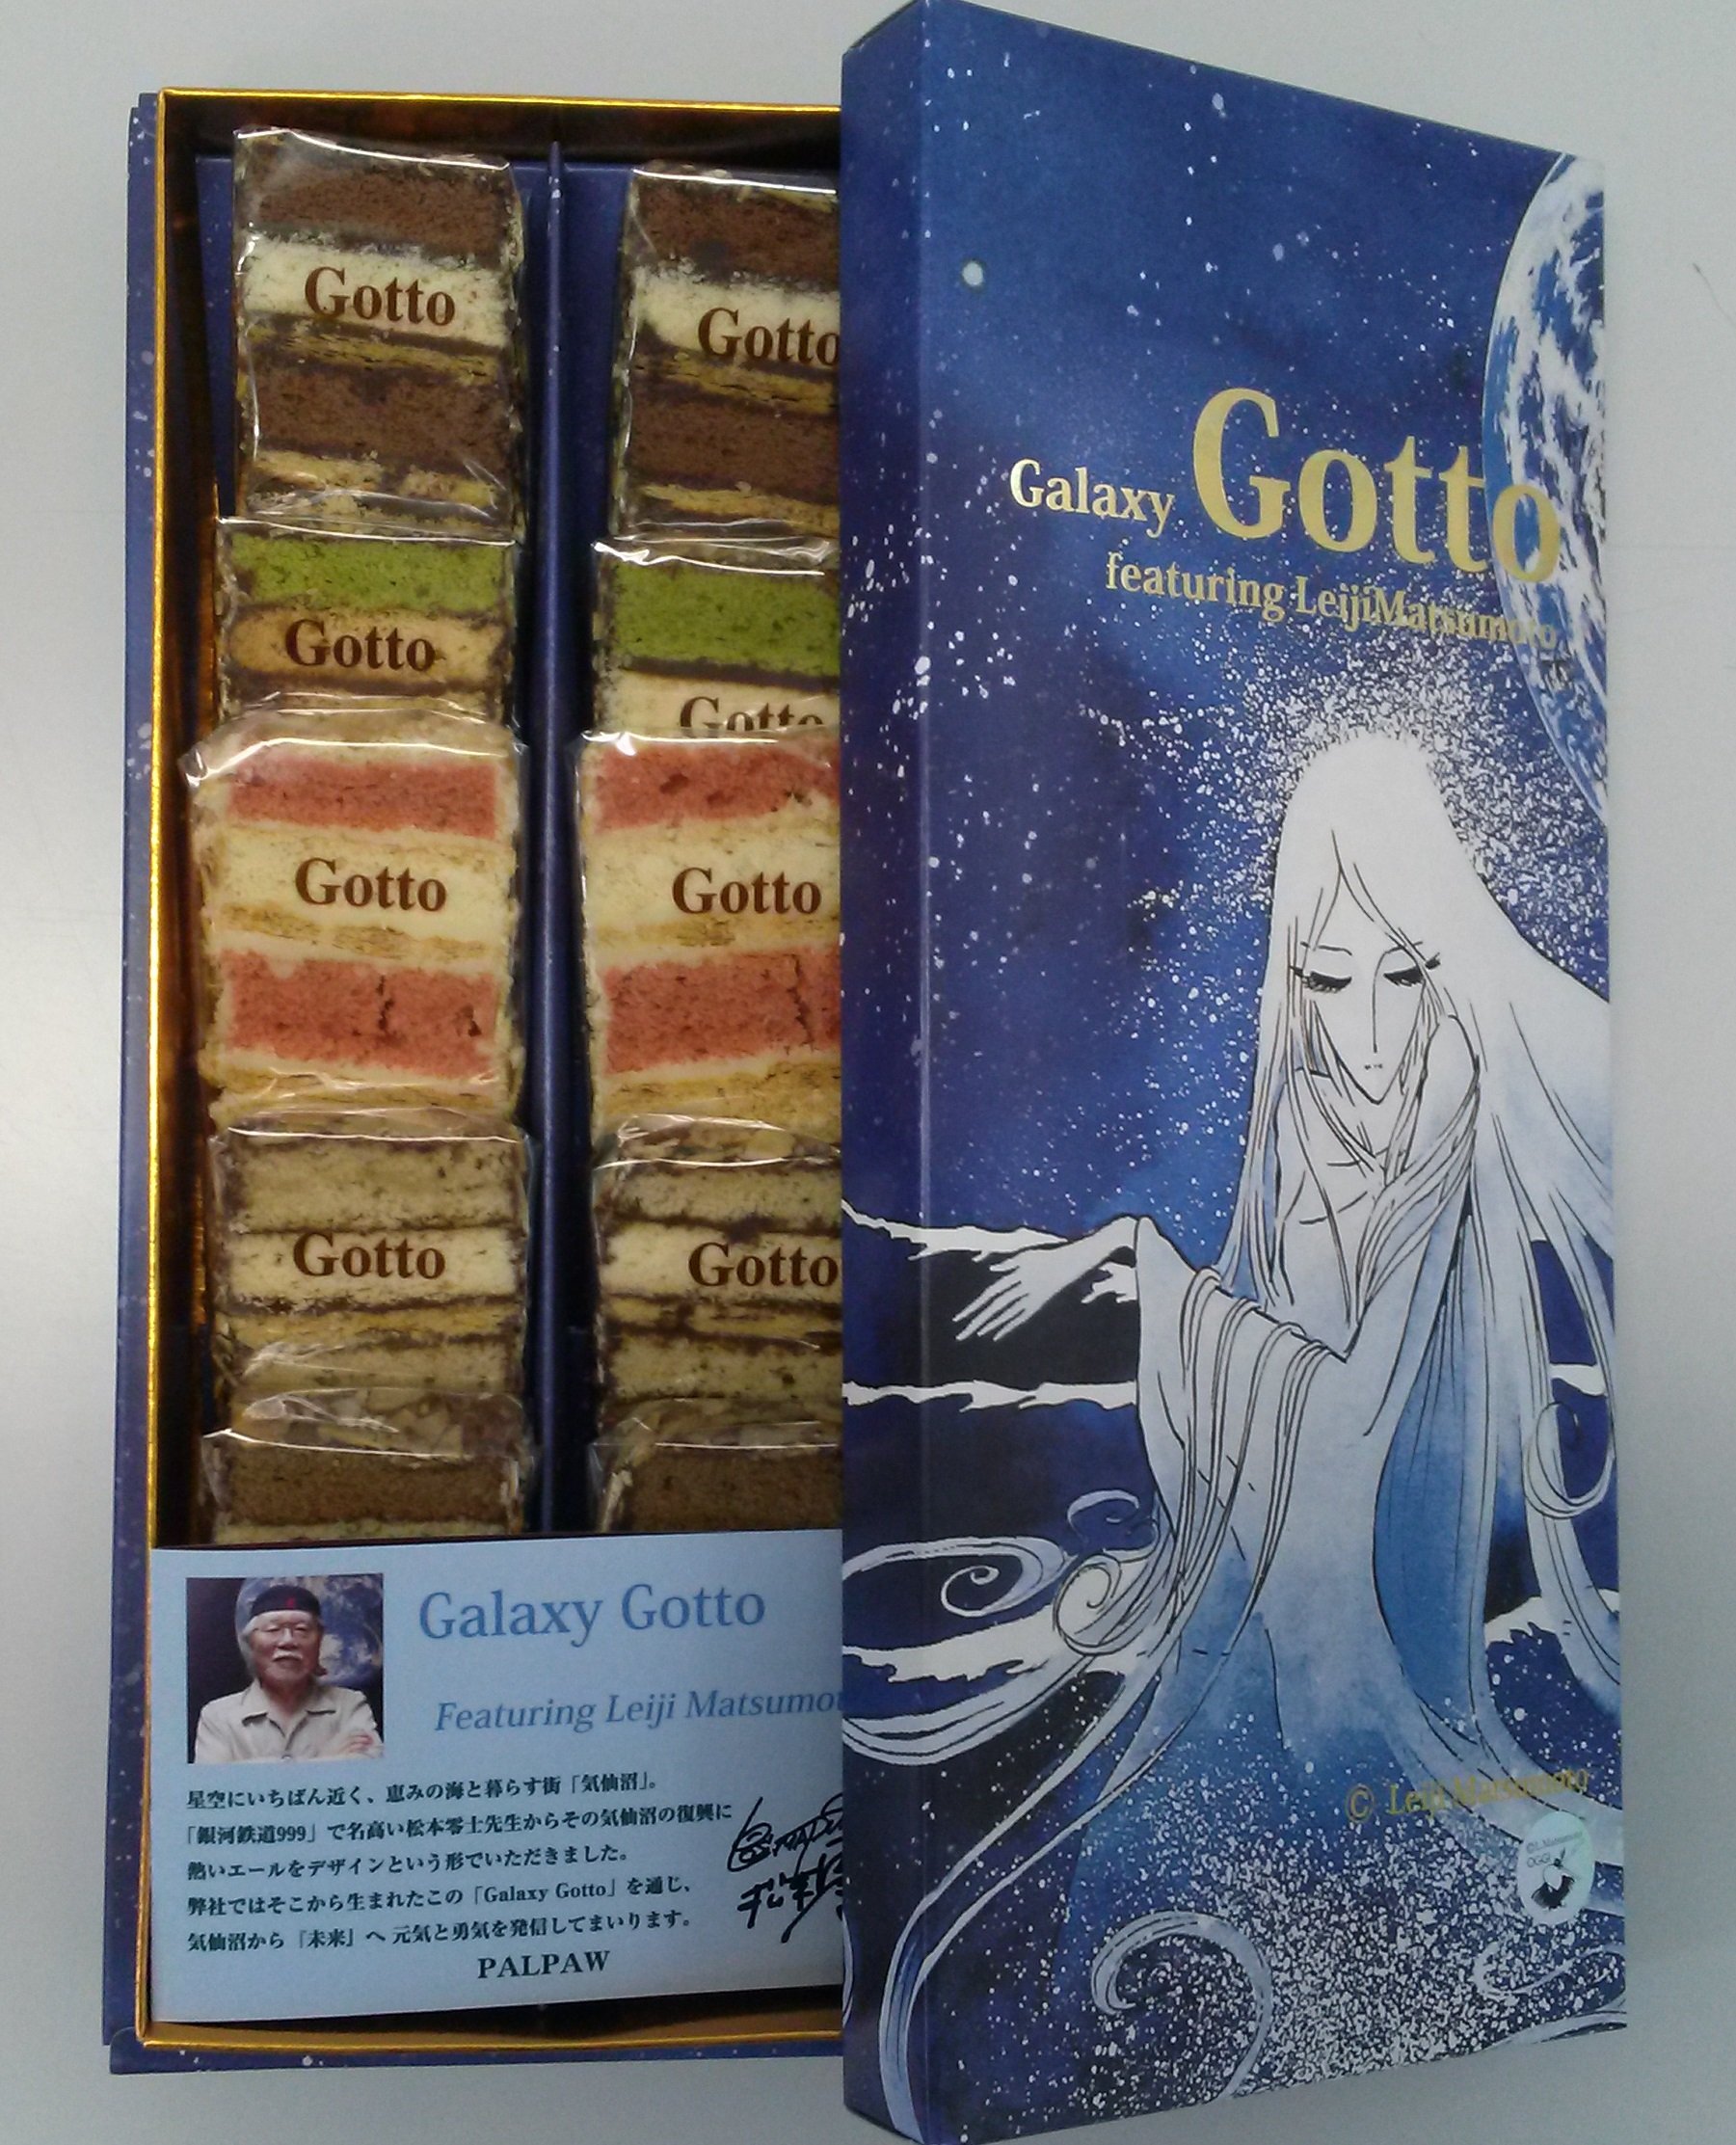 Gotto
Gotto
Gotto
Gotto
Gotto
Gotto
Gotto
Gotto
Galaxy Gotto
featuring LeijiMatsumoto
Galaxy Gotto
Featuring Leiji Matsumo
星空にいちばん近く、恵みの海と暮らす街「気仙沼」。
「銀河鉄道999」で名高い松本零士先生からその気仙沼の復興に
熱いエールをデザインという形でいただきました。
弊社ではそこから生まれたこの「Galaxy Gotto」を通じ、
気仙沼から『未来』へ 元気と勇気を発信してまいります。
PALPAW
© Leiji Matsumoto